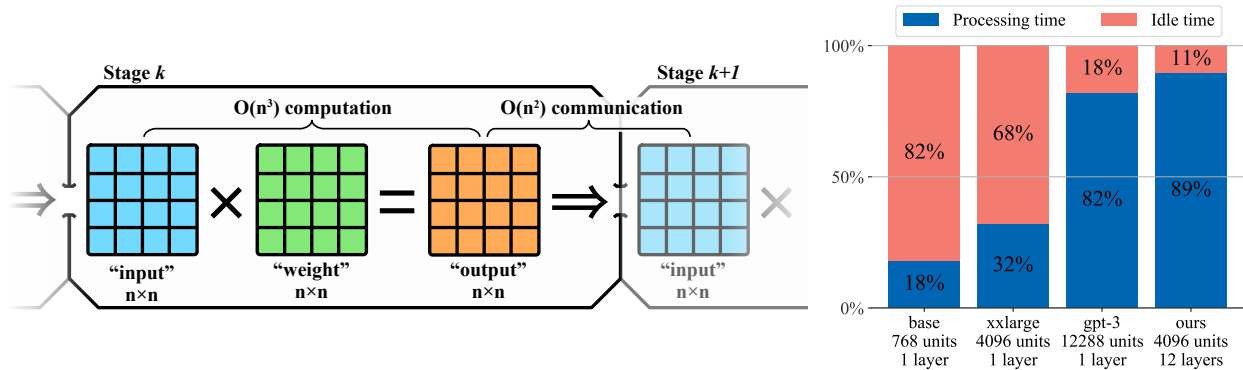 Stage k
Stage k+1
O(n³) computation
O(n²) communication
×
=
⇒
×
“input”
n×n
“weight”
n×n
“output”
n×n
“input”
n×n
Processing time
Idle time
100%
50%
0%
82%
18%
68%
32%
18%
82%
11%
89%
base
768 units
1 layer
xxlarge
4096 units
1 layer
gpt-3
12288 units
1 layer
ours
4096 units
12 layers